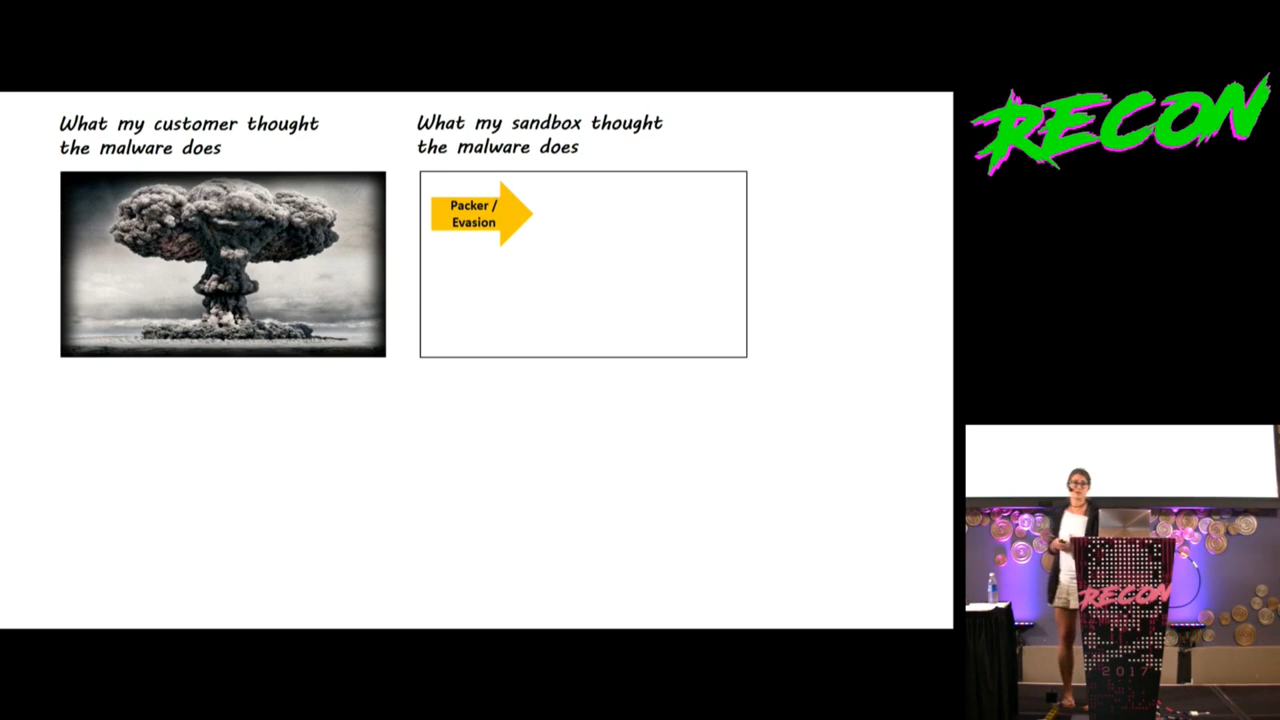 What my customer thought
the malware does
What my sandbox thought
the malware does
Packer /
Evasion
RECON
RECON
2017